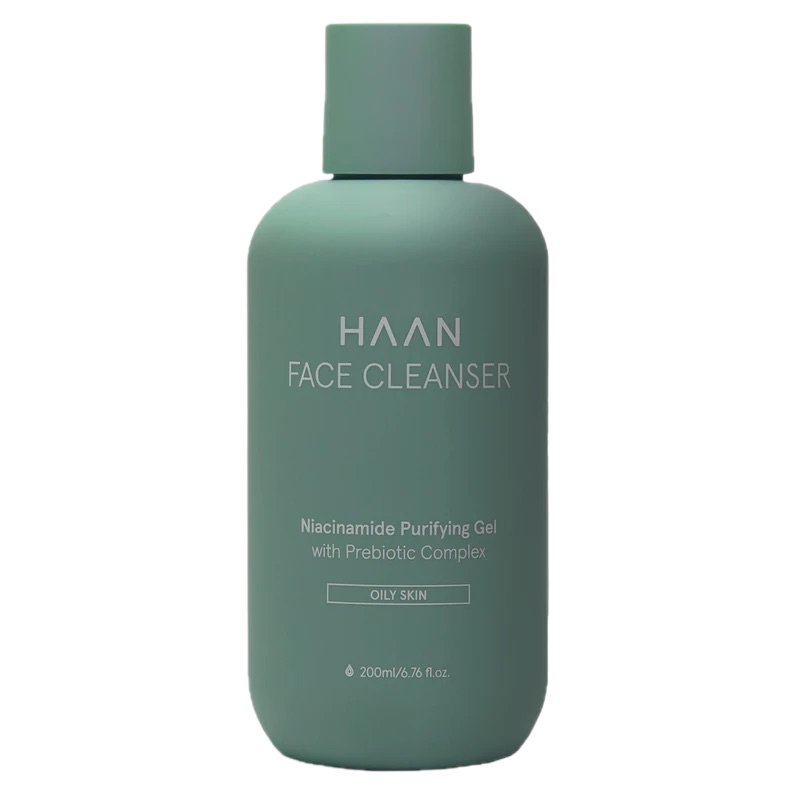 HAAN
FACE CLEANSER
Niacinamide Purifying Gel
with Prebiotic Complex
OILY SKIN
200ml/6.76 fl.oz.